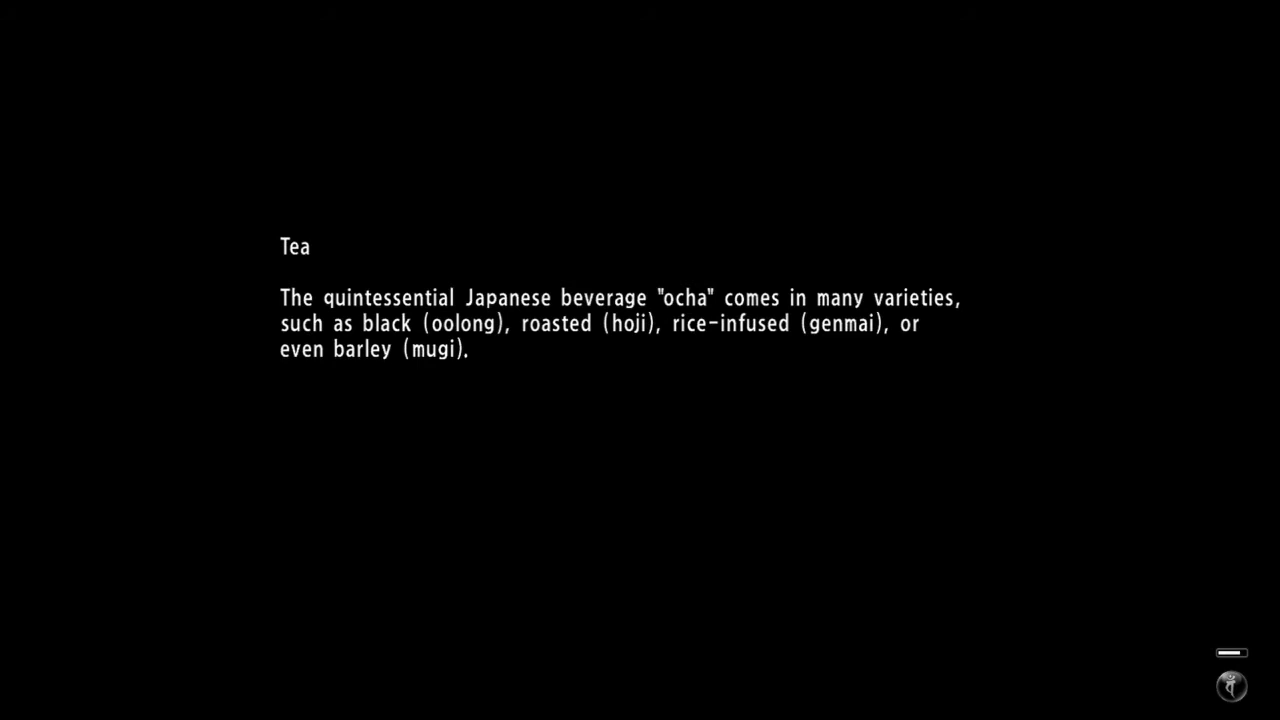 Tea
The quintessential Japanese beverage "ocha" comes in many varieties,
such as black (oolong), roasted (hoji), rice-infused (genmai), or
even barley (mugi).